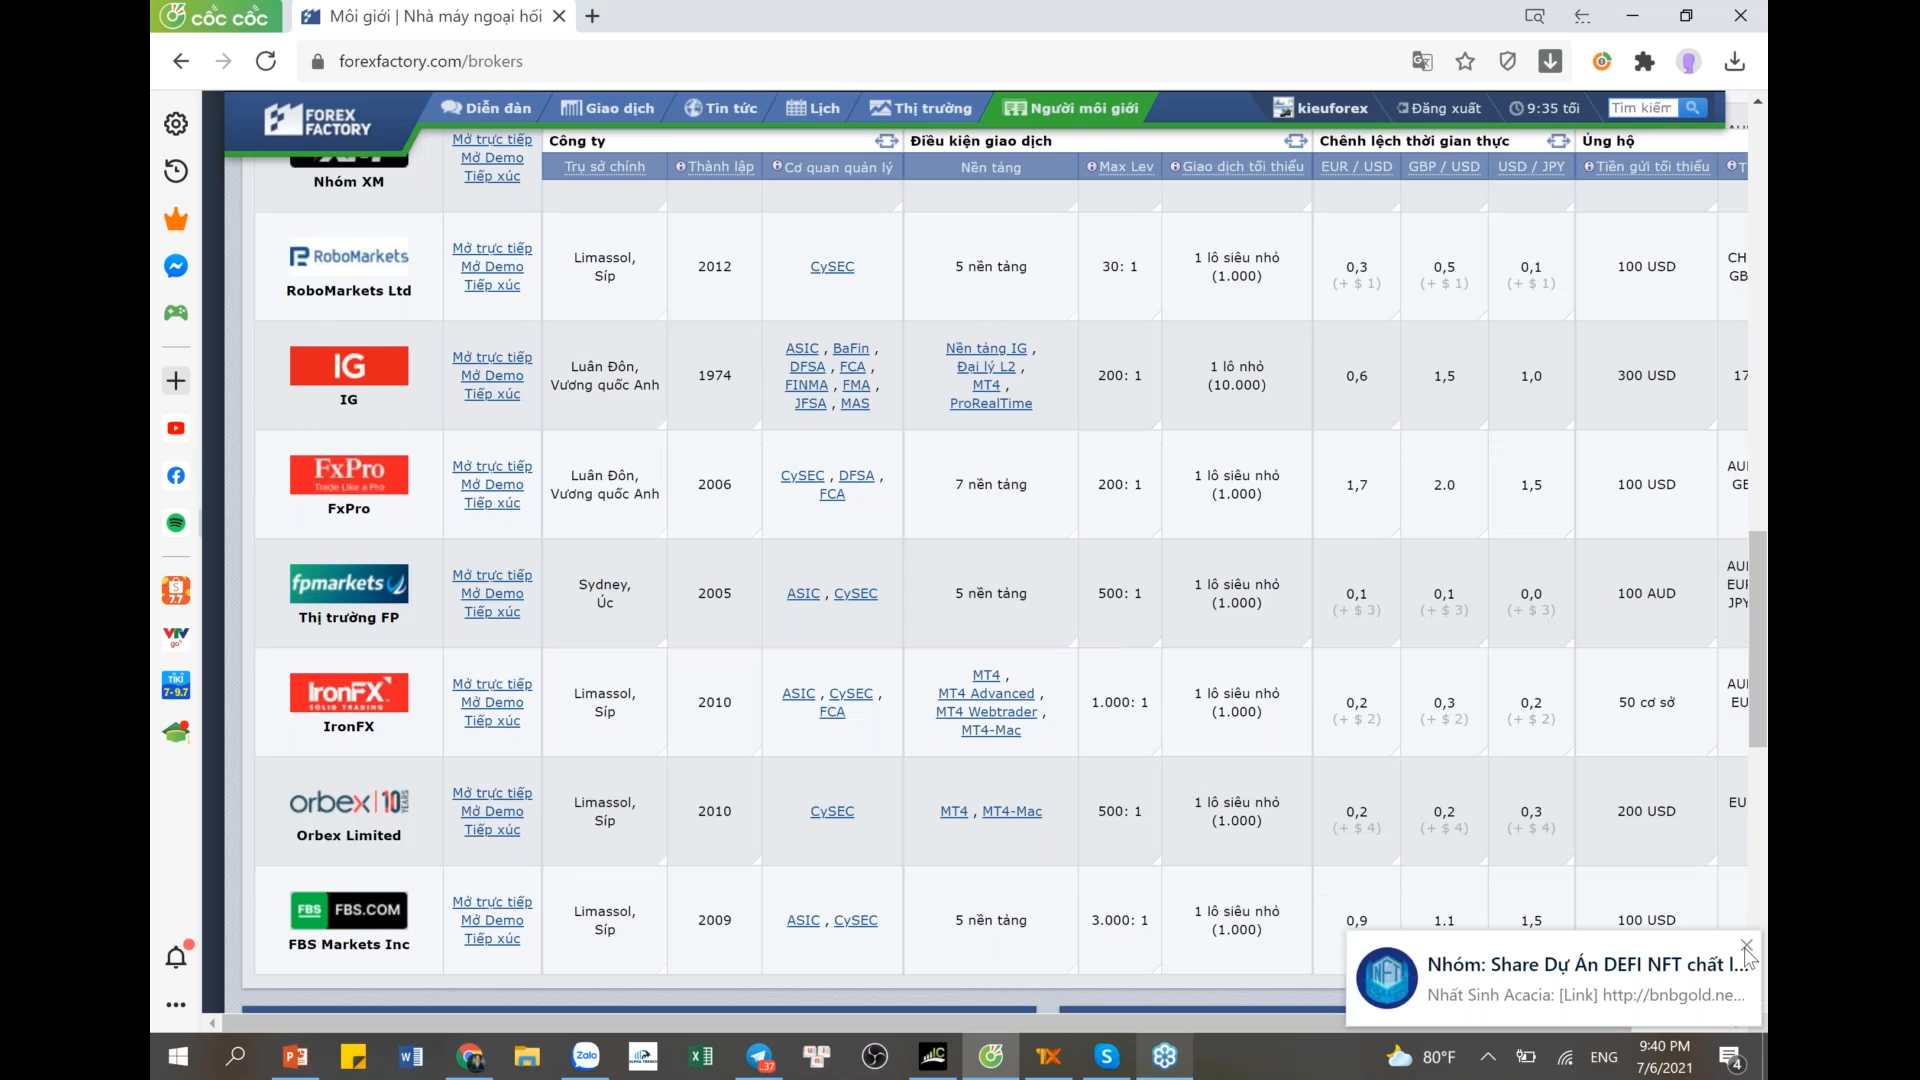 cốc cốc
Môi giới | Nhà máy ngoại hối
forexfactory.com/brokers
FOREX
FACTORY
Diễn đàn
Giao dịch
Tin tức
Lịch
Thị trường
Người môi giới
kieuforex
Đăng xuất
9:35 tối
Tìm kiếm
Công ty
Điều kiện giao dịch
Chênh lệch thời gian thực
Ủng hộ
Trụ sở chính
Thành lập
Cơ quan quản lý
Nền tảng
Max Lev
Giao dịch tối thiểu
EUR / USD
GBP / USD
USD / JPY
Tiền gửi tối thiểu
T
Nhóm XM
Mở trực tiếp
Mở Demo
Tiếp xúc
RoboMarkets
RoboMarkets Ltd
Mở trực tiếp
Mở Demo
Tiếp xúc
Limassol,
Síp
2012
CySEC
5 nền tảng
30: 1
1 lô siêu nhỏ
(1.000)
0,3
(+ $ 1)
0,5
(+ $ 1)
0,1
(+ $ 1)
100 USD
CH
GB
IG
IG
Mở trực tiếp
Mở Demo
Tiếp xúc
Luân Đôn,
Vương quốc Anh
1974
ASIC , BaFin ,
DFSA , FCA ,
FINMA , FMA ,
JFSA , MAS
Nền tảng IG ,
Đại lý L2 ,
MT4 ,
ProRealTime
200: 1
1 lô nhỏ
(10.000)
0,6
1,5
1,0
300 USD
17
FxPro
Trade Like a Pro
FxPro
Mở trực tiếp
Mở Demo
Tiếp xúc
Luân Đôn,
Vương quốc Anh
2006
CySEC , DFSA ,
FCA
7 nền tảng
200: 1
1 lô siêu nhỏ
(1.000)
1,7
2.0
1,5
100 USD
AUI
GE
fpmarkets
Thị trường FP
Mở trực tiếp
Mở Demo
Tiếp xúc
Sydney,
Úc
2005
ASIC , CySEC
5 nền tảng
500: 1
1 lô siêu nhỏ
(1.000)
0,1
(+ $ 3)
0,1
(+ $ 3)
0,0
(+ $ 3)
100 AUD
AUI
EUI
JPY
IronFX
SOLID TRADING
IronFX
Mở trực tiếp
Mở Demo
Tiếp xúc
Limassol,
Síp
2010
ASIC , CySEC ,
FCA
MT4 ,
MT4 Advanced ,
MT4 Webtrader ,
MT4-Mac
1.000: 1
1 lô siêu nhỏ
(1.000)
0,2
(+ $ 2)
0,3
(+ $ 2)
0,2
(+ $ 2)
50 cơ sở
AUI
EU
orbex | 10 YEARS
Orbex Limited
Mở trực tiếp
Mở Demo
Tiếp xúc
Limassol,
Síp
2010
CySEC
MT4 , MT4-Mac
500: 1
1 lô siêu nhỏ
(1.000)
0,2
(+ $ 4)
0,2
(+ $ 4)
0,3
(+ $ 4)
200 USD
EU
FBS FBS.COM
FBS Markets Inc
Mở trực tiếp
Mở Demo
Tiếp xúc
Limassol,
Síp
2009
ASIC , CySEC
5 nền tảng
3.000: 1
1 lô siêu nhỏ
(1.000)
0,9
1.1
1,5
100 USD
NFT
Nhóm: Share Dự Án DEFI NFT chất l...
Nhất Sinh Acacia: [Link] http://bnbgold.ne...
80°F
ENG
9:40 PM
7/6/2021
4